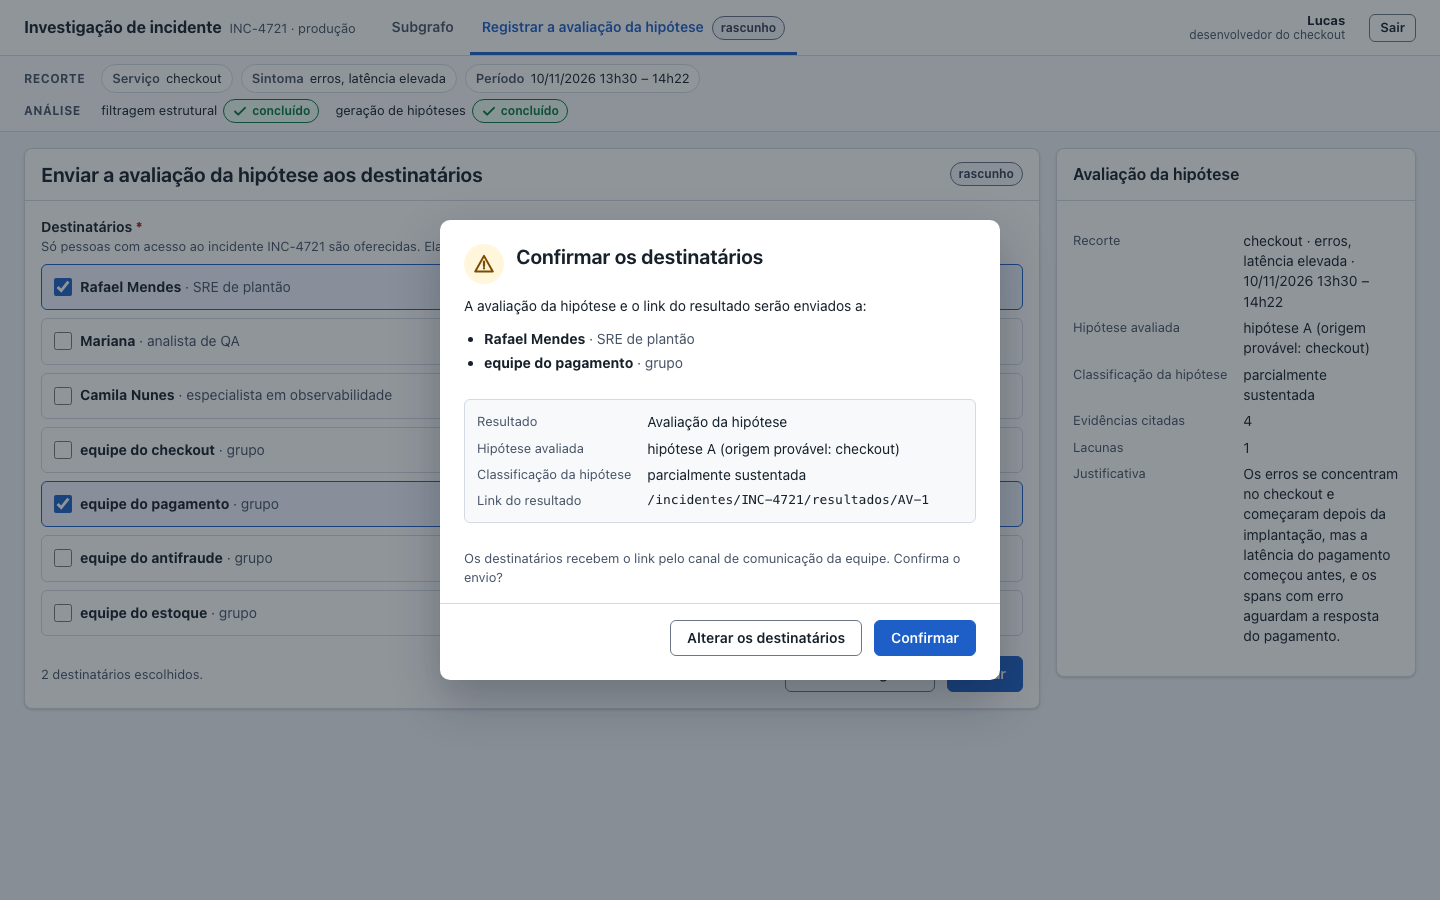 Investigação de incidente INC-4721 · produção Subgrafo Registrar a avaliação da hipótese rascunho Lucas
desenvolvedor do checkout
Sair
RECORTE Serviço checkout Sintoma erros, latência elevada Período 10/11/2026 13h30 – 14h22
ANÁLISE filtragem estrutural concluído geração de hipóteses concluído
Enviar a avaliação da hipótese aos destinatários rascunho
Destinatários *
Só pessoas com acesso ao incidente INC-4721 são oferecidas.
Rafael Mendes · SRE de plantão
Mariana · analista de QA
Camila Nunes · especialista em observabilidade
equipe do checkout · grupo
equipe do pagamento · grupo
equipe do antifraude · grupo
equipe do estoque · grupo
2 destinatários escolhidos.
Confirmar os destinatários
A avaliação da hipótese e o link do resultado serão enviados a:
• Rafael Mendes · SRE de plantão
• equipe do pagamento · grupo
Resultado Avaliação da hipótese
Hipótese avaliada hipótese A (origem provável: checkout)
Classificação da hipótese parcialmente sustentada
Link do resultado /incidentes/INC-4721/resultados/AV-1
Os destinatários recebem o link pelo canal de comunicação da equipe. Confirma o
envio?
Alterar os destinatários Confirmar
Avaliação da hipótese
Recorte checkout · erros,
latência elevada ·
10/11/2026 13h30 –
14h22
Hipótese avaliada hipótese A (origem
provável: checkout)
Classificação da hipótese parcialmente
sustentada
Evidências citadas 4
Lacunas 1
Justificativa Os erros se concentram
no checkout e
começaram depois da
implantação, mas a
latência do pagamento
começou antes, e os
spans com erro
aguardam a resposta
do pagamento.